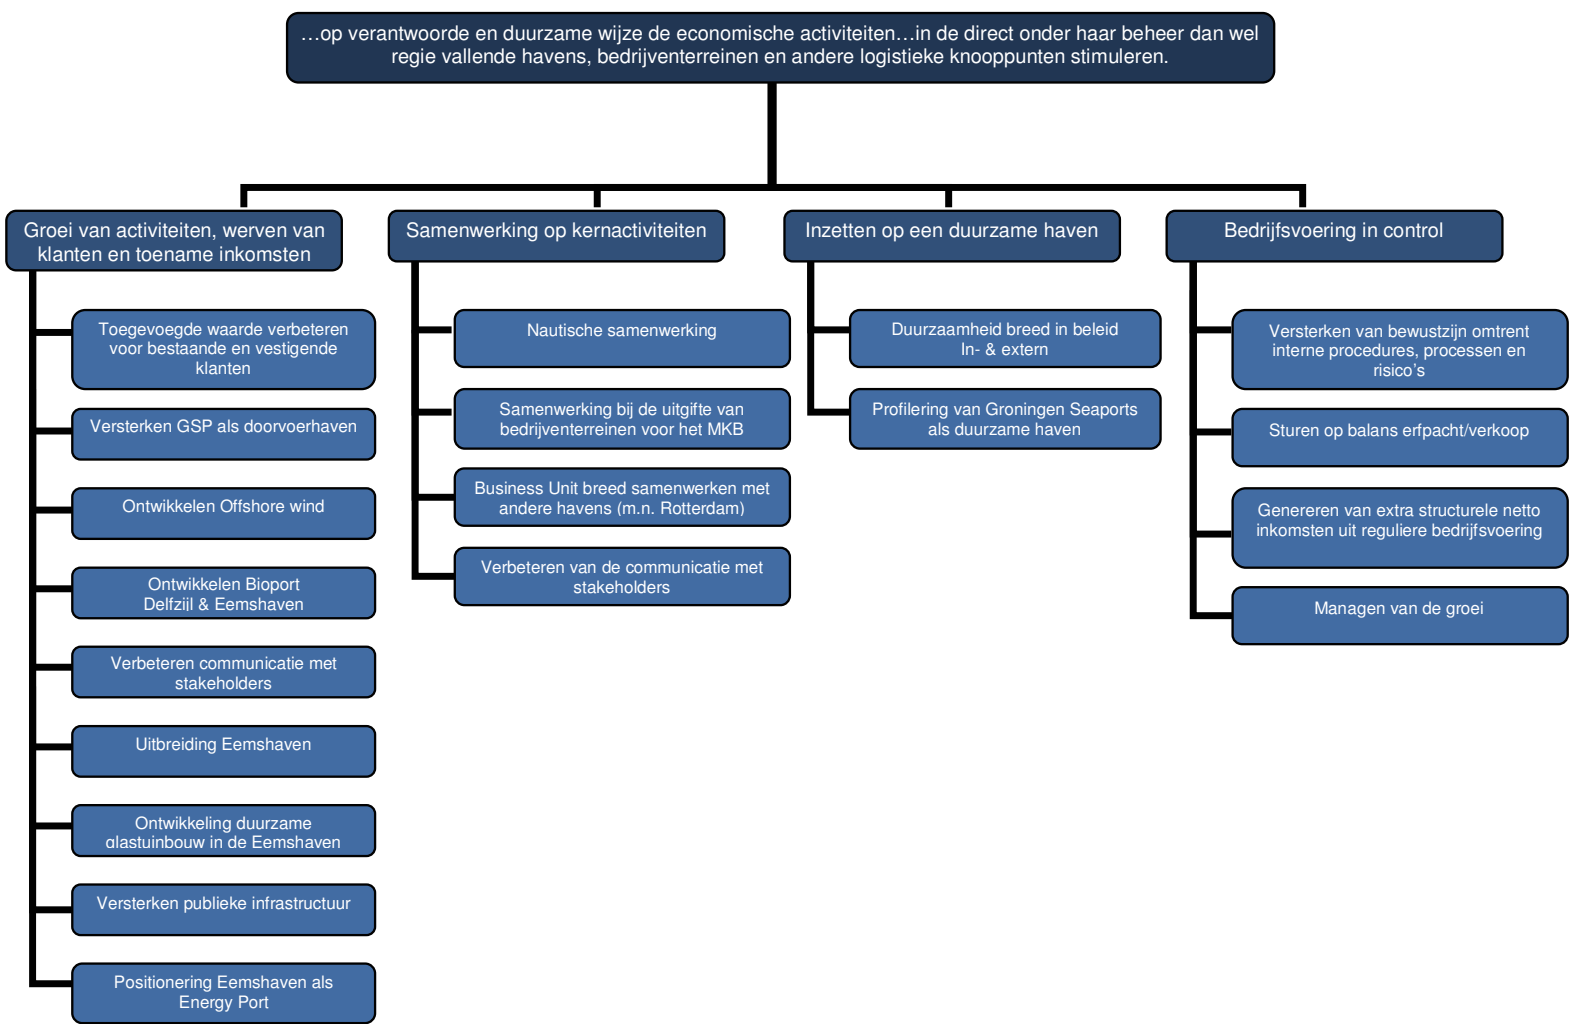 …op verantwoorde en duurzame wijze de economische activiteiten…in de direct onder haar beheer dan wel
regie vallende havens, bedrijventerreinen en andere logistieke knooppunten stimuleren.
Groei van activiteiten, werven van
klanten en toename inkomsten
Toegevoegde waarde verbeteren
voor bestaande en vestigende
klanten
Versterken GSP als doorvoerhaven
Ontwikkelen Offshore wind
Ontwikkelen Bioport
Delfzijl & Eemshaven
Verbeteren communicatie met
stakeholders
Uitbreiding Eemshaven
Ontwikkeling duurzame
glastuinbouw in de Eemshaven
Versterken publieke infrastructuur
Positionering Eemshaven als
Energy Port
Samenwerking op kernactiviteiten
Nautische samenwerking
Samenwerking bij de uitgifte van
bedrijventerreinen voor het MKB
Business Unit breed samenwerken met
andere havens (m.n. Rotterdam)
Verbeteren van de communicatie met
stakeholders
Inzetten op een duurzame haven
Duurzaamheid breed in beleid
In- & extern
Profilering van Groningen Seaports
als duurzame haven
Bedrijfsvoering in control
Versterken van bewustzijn omtrent
interne procedures, processen en
risico’s
Sturen op balans erfpacht/verkoop
Genereren van extra structurele netto
inkomsten uit reguliere bedrijfsvoering
Managen van de groei